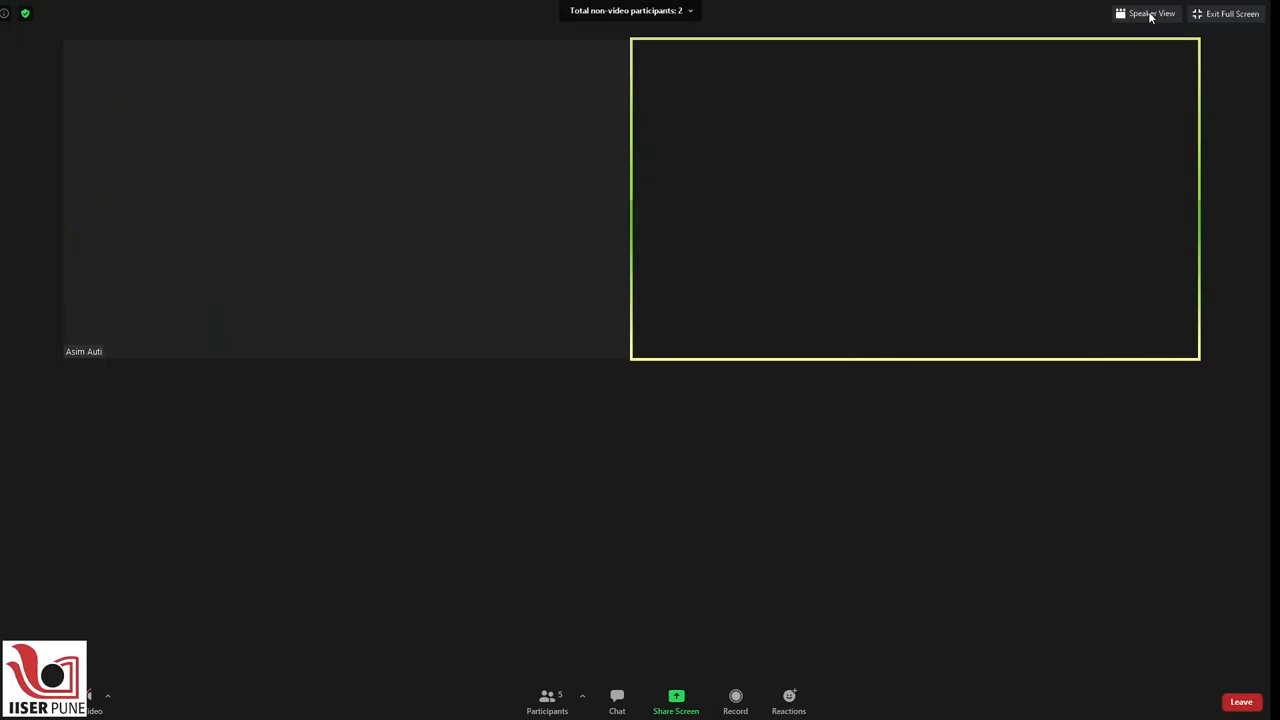 Total non-video participants: 2
Speaker View
Exit Full Screen
Asim Auti
IISER PUNE
ideo
Participants
5
Chat
Share Screen
Record
Reactions
Leave